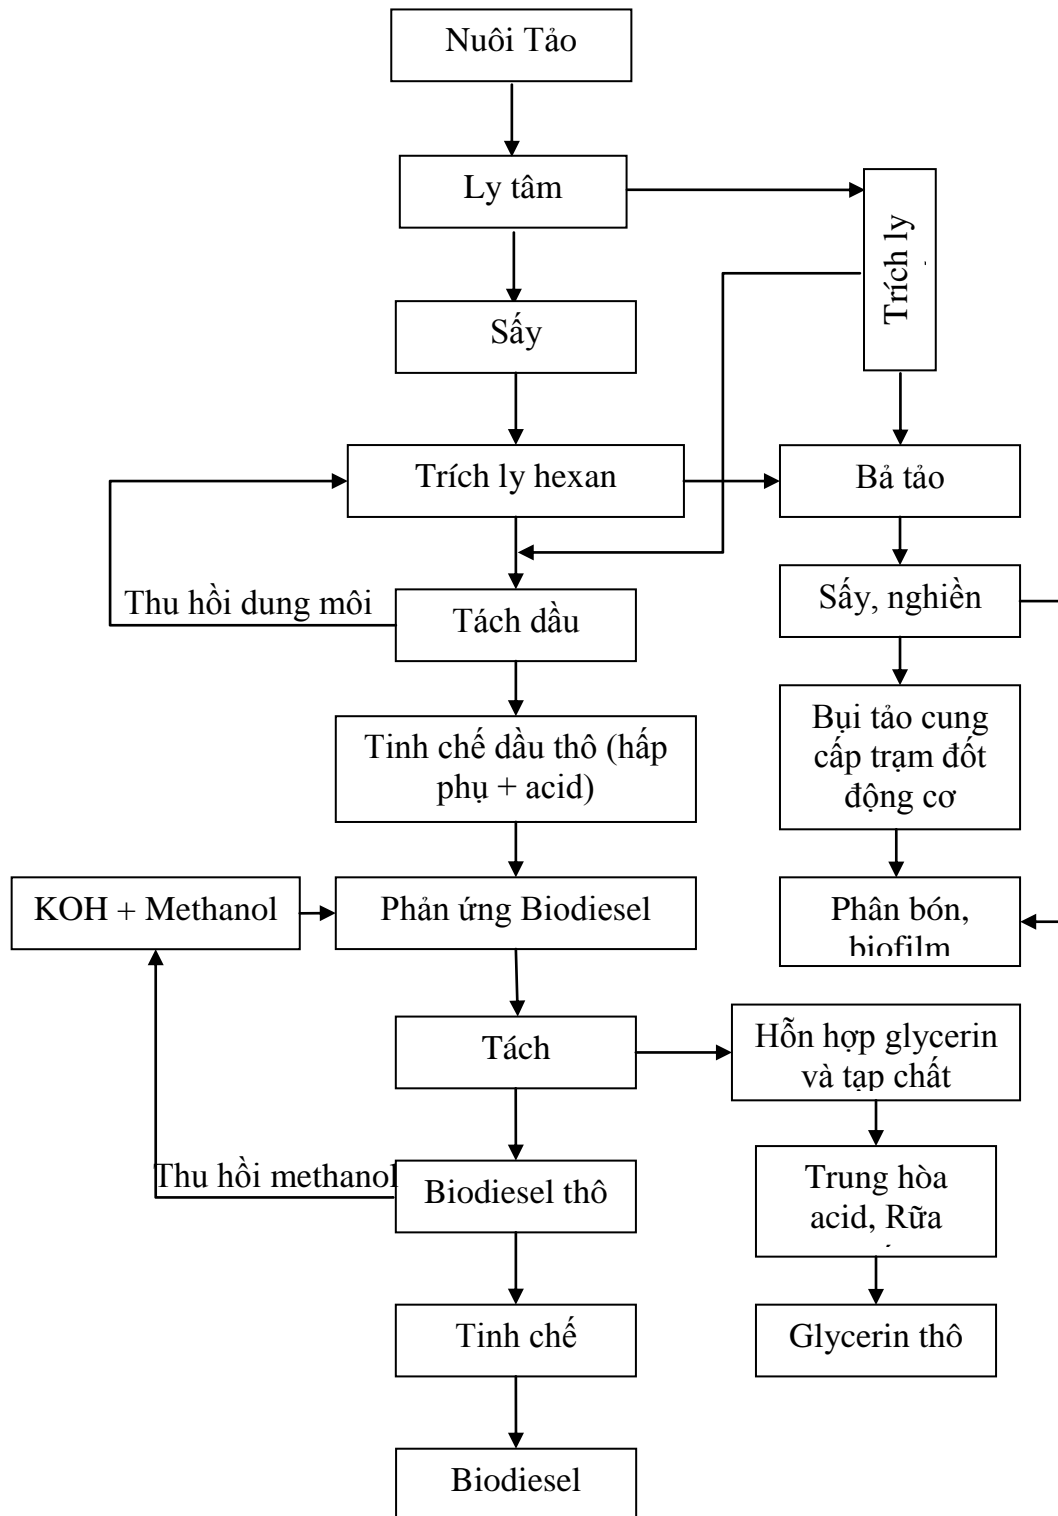 Nuôi Tảo
Ly tâm
Trích ly
Sấy
Trích ly hexan
Bả tảo
Thu hồi dung môi
Tách dầu
Sấy, nghiền
Tinh chế dầu thô (hấp
phụ + acid)
Bụi tảo cung
cấp trạm đốt
động cơ
KOH + Methanol
Phản ứng Biodiesel
Phân bón,
biofilm
Tách
Hỗn hợp glycerin
và tạp chất
Thu hồi methanol
Biodiesel thô
Trung hòa
acid, Rữa
Tinh chế
Glycerin thô
Biodiesel